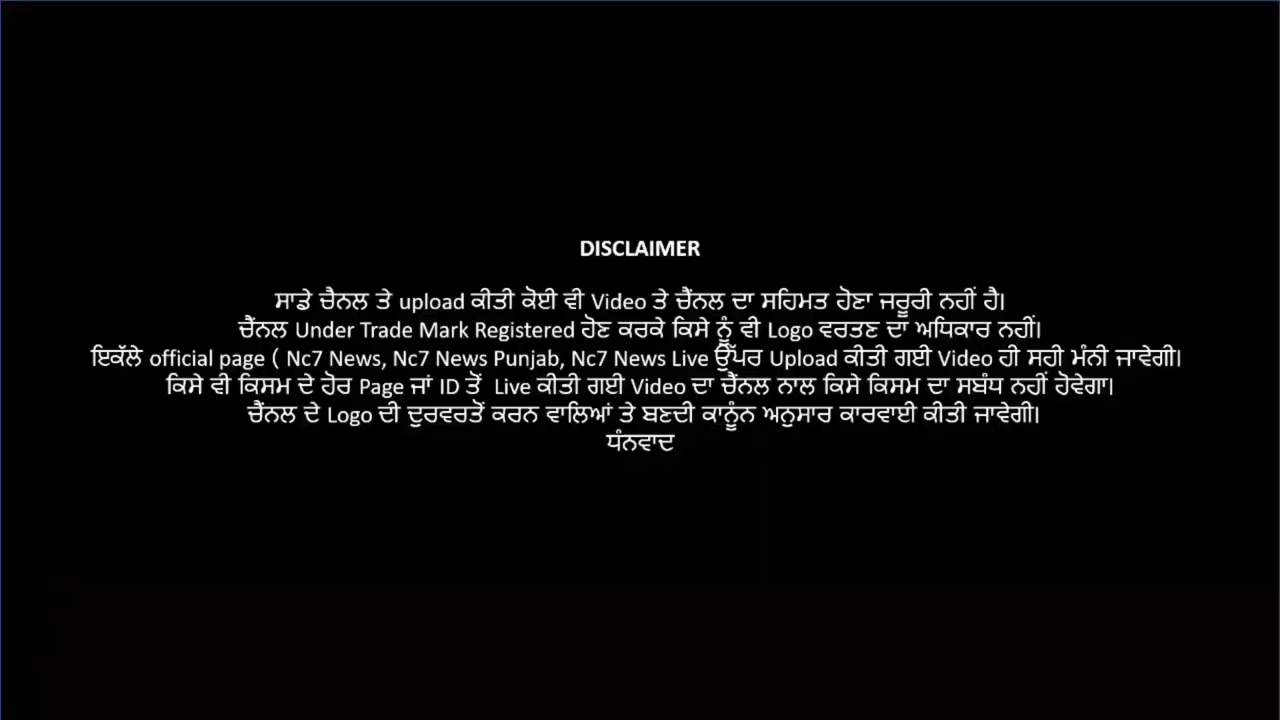 DISCLAIMER
ਸਾਡੇ ਚੈਨਲ ਤੇ upload ਕੀਤੀ ਕੋਈ ਵੀ Video ਤੇ ਚੈਂਨਲ ਦਾ ਸਹਿਮਤ ਹੋਣਾ ਜਰੂਰੀ ਨਹੀਂ ਹੈ।
ਚੈਂਨਲ Under Trade Mark Registered ਹੋਣ ਕਰਕੇ ਕਿਸੇ ਨੂੰ ਵੀ Logo ਵਰਤਣ ਦਾ ਅਧਿਕਾਰ ਨਹੀਂ।
ਇਕੱਲੇ official page ( Nc7 News, Nc7 News Punjab, Nc7 News Live ਉੱਪਰ Upload ਕੀਤੀ ਗਈ Video ਹੀ ਸਹੀ ਮੰਨੀ ਜਾਵੇਗੀ।
ਕਿਸੇ ਵੀ ਕਿਸਮ ਦੇ ਹੋਰ Page ਜਾਂ ID ਤੋਂ Live ਕੀਤੀ ਗਈ Video ਦਾ ਚੈਂਨਲ ਨਾਲ ਕਿਸੇ ਕਿਸਮ ਦਾ ਸਬੰਧ ਨਹੀਂ ਹੋਵੇਗਾ।
ਚੈਂਨਲ ਦੇ Logo ਦੀ ਦੁਰਵਰਤੋਂ ਕਰਨ ਵਾਲਿਆਂ ਤੇ ਬਣਦੀ ਕਾਨੂੰਨ ਅਨੁਸਾਰ ਕਾਰਵਾਈ ਕੀਤੀ ਜਾਵੇਗੀ।
ਧੰਨਵਾਦ